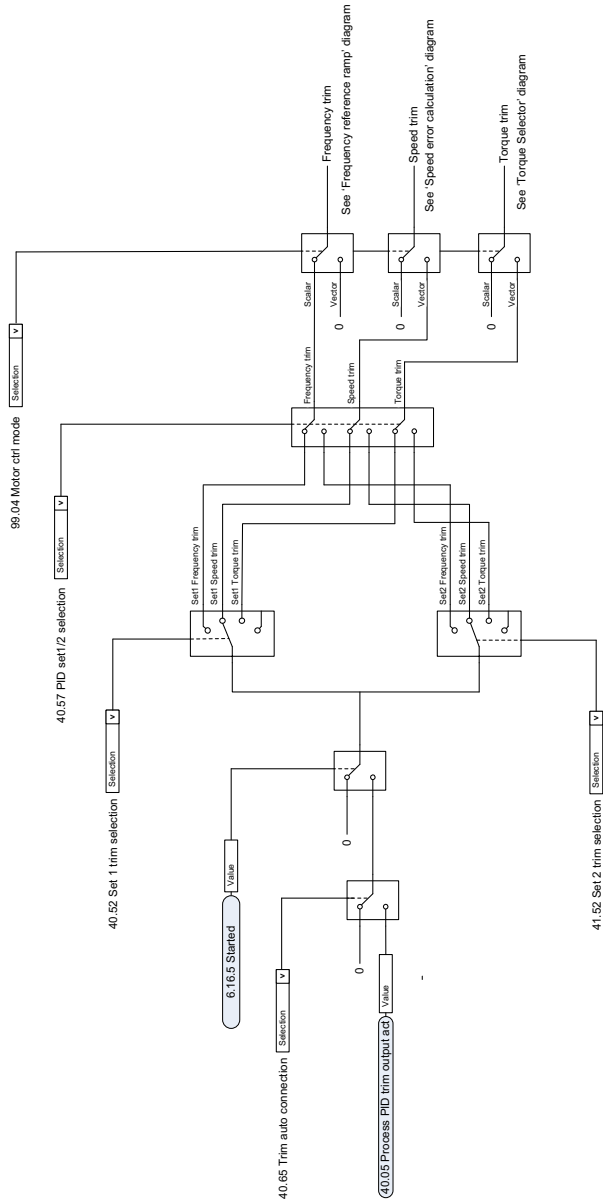 99.04 Motor ctrl mode Selection v
40.57 PID set1/2 selection Selection v
40.52 Set 1 trim selection Selection v
6.16.5 Started Value
40.65 Trim auto connection Selection v
40.05 Process PID trim output act Value
41.52 Set 2 trim selection Selection v
0
0
-
Set1 Frequency trim
Set1 Speed trim
Set1 Torque trim
Set2 Frequency trim
Set2 Speed trim
Set2 Torque trim
Frequency trim
Speed trim
Torque trim
Scalar
Vector
0
Scalar
0
Vector
Scalar
0
Vector
Frequency trim
See 'Frequency reference ramp' diagram
Speed trim
See 'Speed error calculation' diagram
Torque trim
See 'Torque Selector' diagram